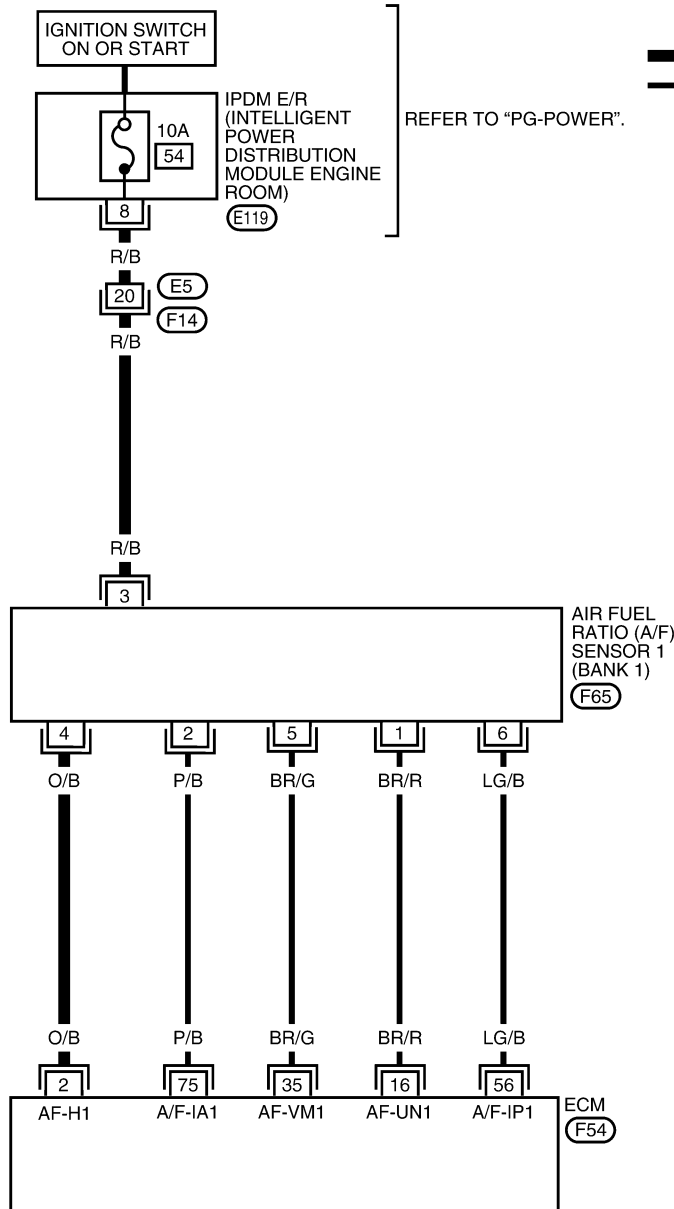 IGNITION SWITCH
ON OR START
IPDM E/R
(INTELLIGENT
POWER
DISTRIBUTION
MODULE ENGINE
ROOM)
REFER TO “PG-POWER”.
10A
54
8
E119
R/B
20
E5
F14
R/B
R/B
3
AIR FUEL
RATIO (A/F)
SENSOR 1
(BANK 1)
F65
4 2 5 1 6
O/B P/B BR/G BR/R LG/B
O/B P/B BR/G BR/R LG/B
2 75 35 16 56
AF-H1 A/F-IA1 AF-VM1 AF-UN1 A/F-IP1
ECM
F54